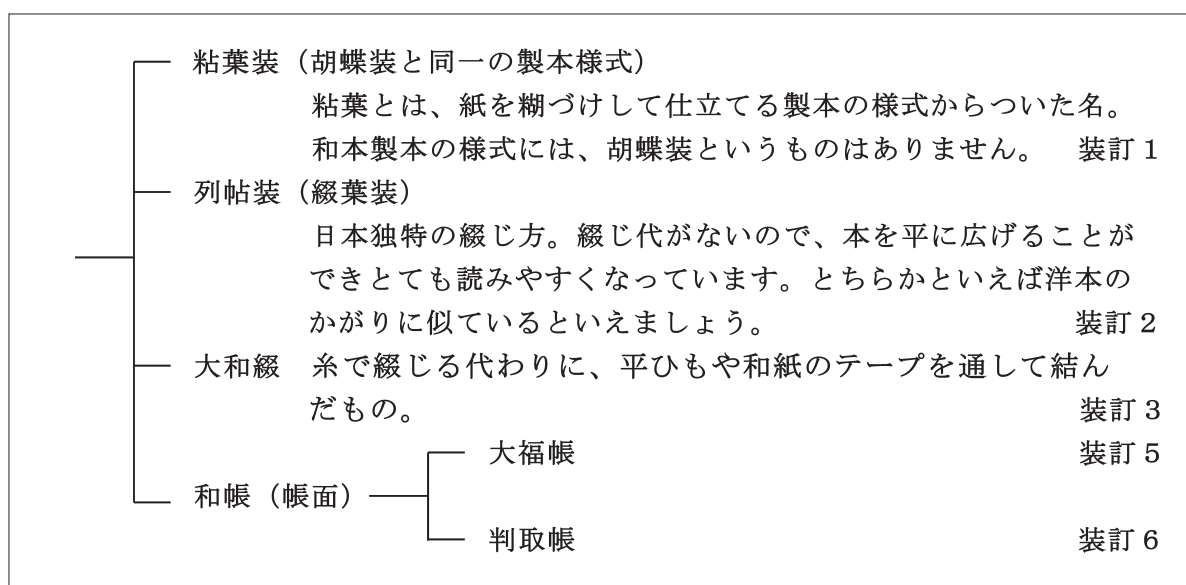 粘葉装（胡蝶装と同一の製本様式）
粘葉とは、紙を糊づけして仕立てる製本の様式からついた名。
和本製本の様式には、胡蝶装というものはありません。　装訂 1
列帖装（綴葉装）
日本独特の綴じ方。綴じ代がないので、本を平に広げることが
できとても読みやすくなっています。とちらかといえば洋本の
かがりに似ているといえましょう。　装訂 2
大和綴　糸で綴じる代わりに、平ひもや和紙のテープを通して結ん
だもの。　装訂 3
大福帳　装訂 5
和帳（帳面）
判取帳　装訂 6